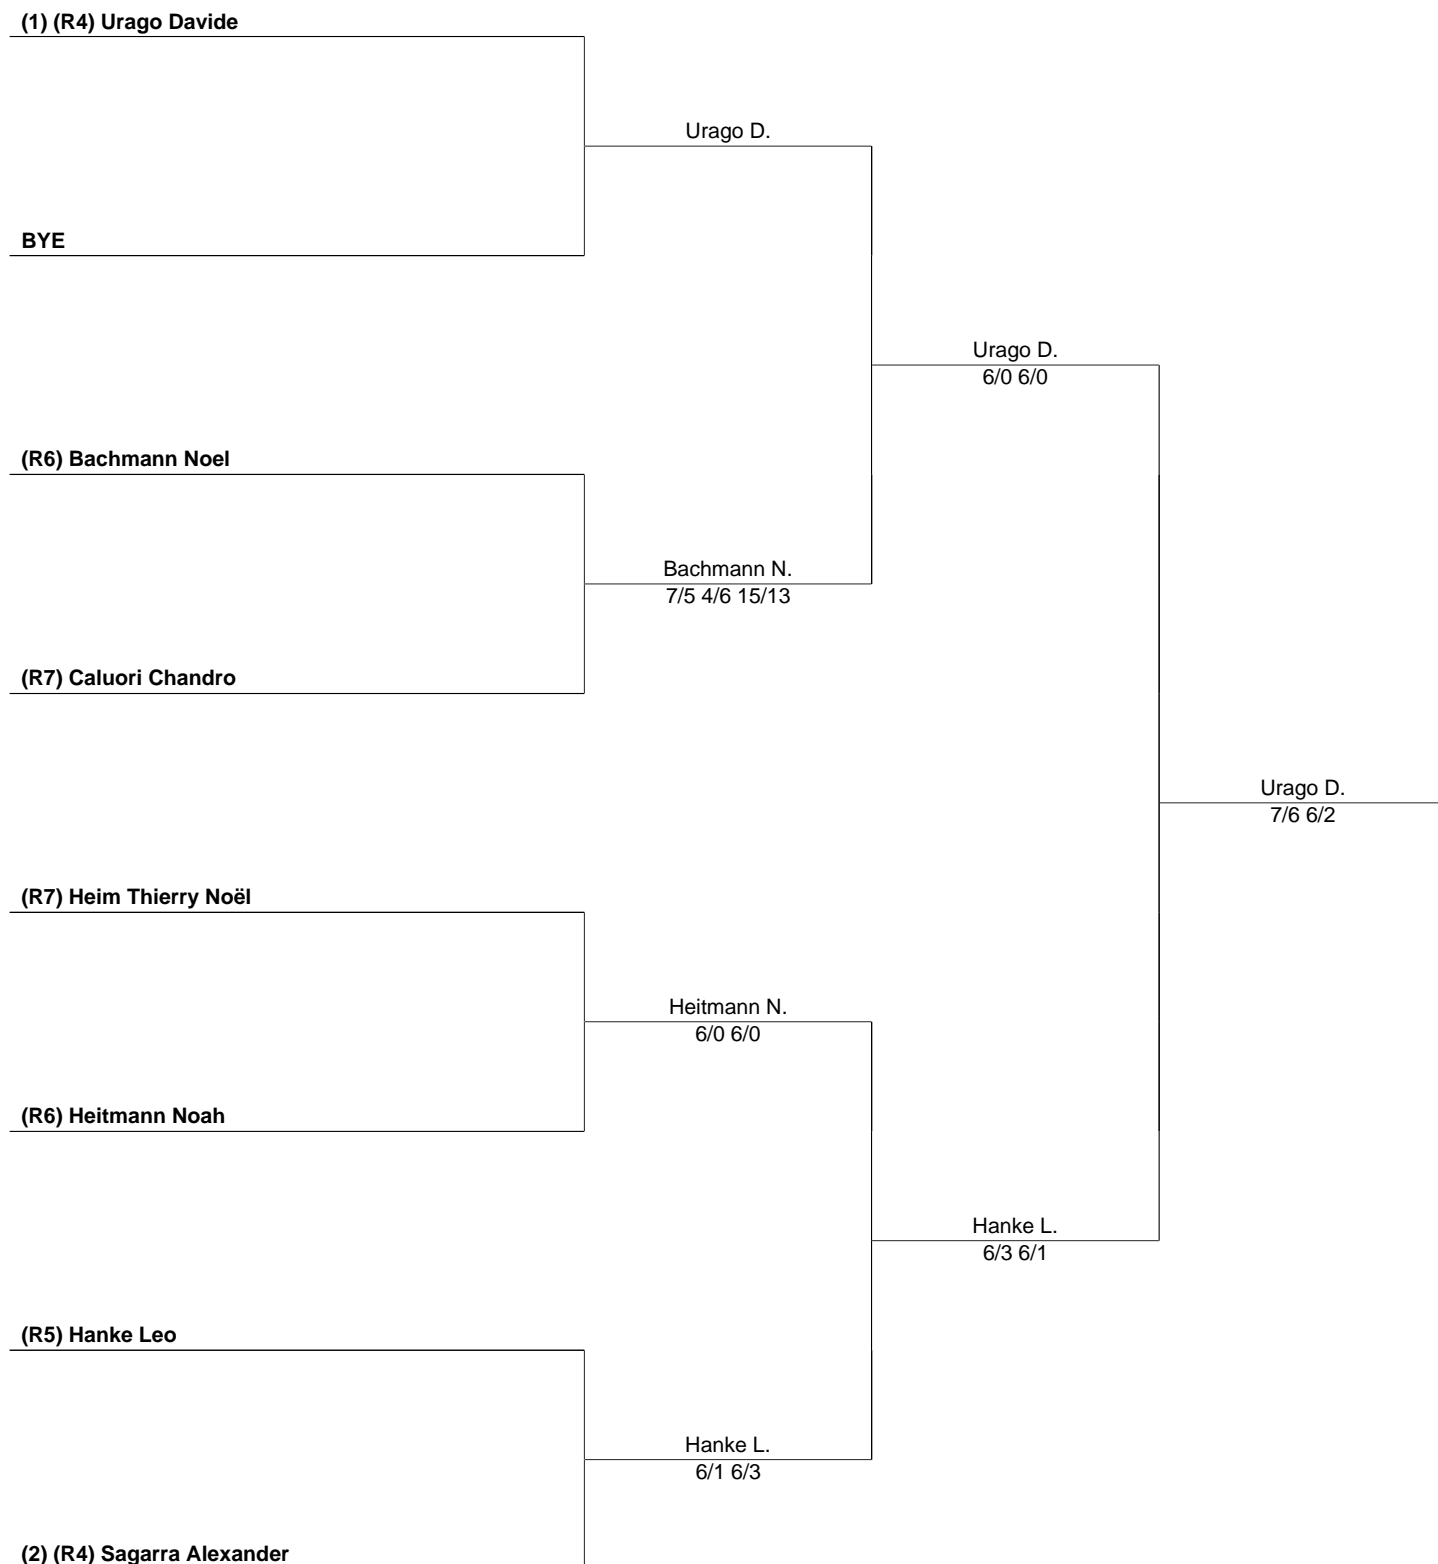 (1) (R4) Urago Davide
Urago D.
BYE
Urago D.
6/0 6/0
(R6) Bachmann Noel
Bachmann N.
7/5 4/6 15/13
(R7) Caluori Chandro
Urago D.
7/6 6/2
(R7) Heim Thierry Noël
Heitmann N.
6/0 6/0
(R6) Heitmann Noah
Hanke L.
6/3 6/1
(R5) Hanke Leo
Hanke L.
6/1 6/3
(2) (R4) Sagarra Alexander